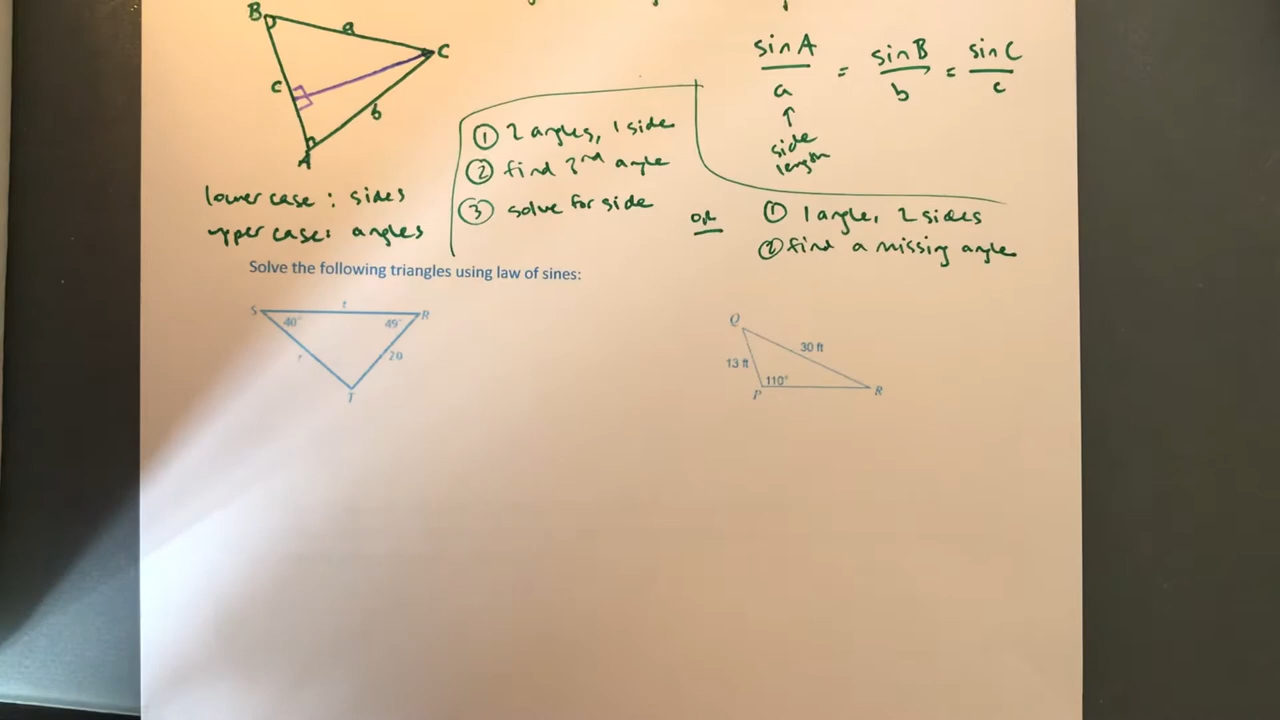 B
a
C
c
b
A
sin A / a = sin B / b = sin C / c
↑
side
length
① 2 angles, 1 side
② find 3rd angle
③ solve for side
lower case: sides
upper case: angles
OR
① 1 angle, 2 sides
② find a missing angle
Solve the following triangles using law of sines:
S
t
R
40°
49°
r
20
T
Q
30 ft
13 ft
110°
P
R